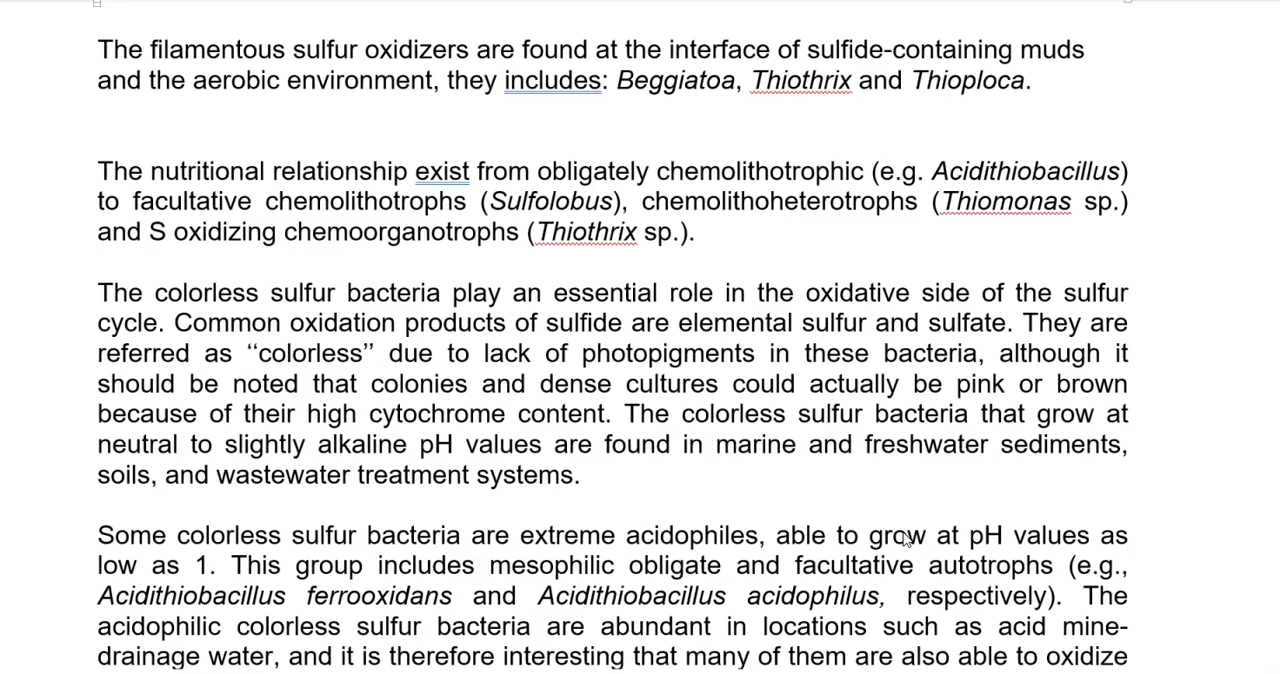 The filamentous sulfur oxidizers are found at the interface of sulfide-containing muds
and the aerobic environment, they includes: Beggiatoa, Thiothrix and Thioploca.
The nutritional relationship exist from obligately chemolithotrophic (e.g. Acidithiobacillus)
to facultative chemolithotrophs (Sulfolobus), chemolithoheterotrophs (Thiomonas sp.)
and S oxidizing chemoorganotrophs (Thiothrix sp.).
The colorless sulfur bacteria play an essential role in the oxidative side of the sulfur
cycle. Common oxidation products of sulfide are elemental sulfur and sulfate. They are
referred as ‘‘colorless’’ due to lack of photopigments in these bacteria, although it
should be noted that colonies and dense cultures could actually be pink or brown
because of their high cytochrome content. The colorless sulfur bacteria that grow at
neutral to slightly alkaline pH values are found in marine and freshwater sediments,
soils, and wastewater treatment systems.
Some colorless sulfur bacteria are extreme acidophiles, able to grow at pH values as
low as 1. This group includes mesophilic obligate and facultative autotrophs (e.g.,
Acidithiobacillus ferrooxidans and Acidithiobacillus acidophilus, respectively). The
acidophilic colorless sulfur bacteria are abundant in locations such as acid mine-
drainage water, and it is therefore interesting that many of them are also able to oxidize